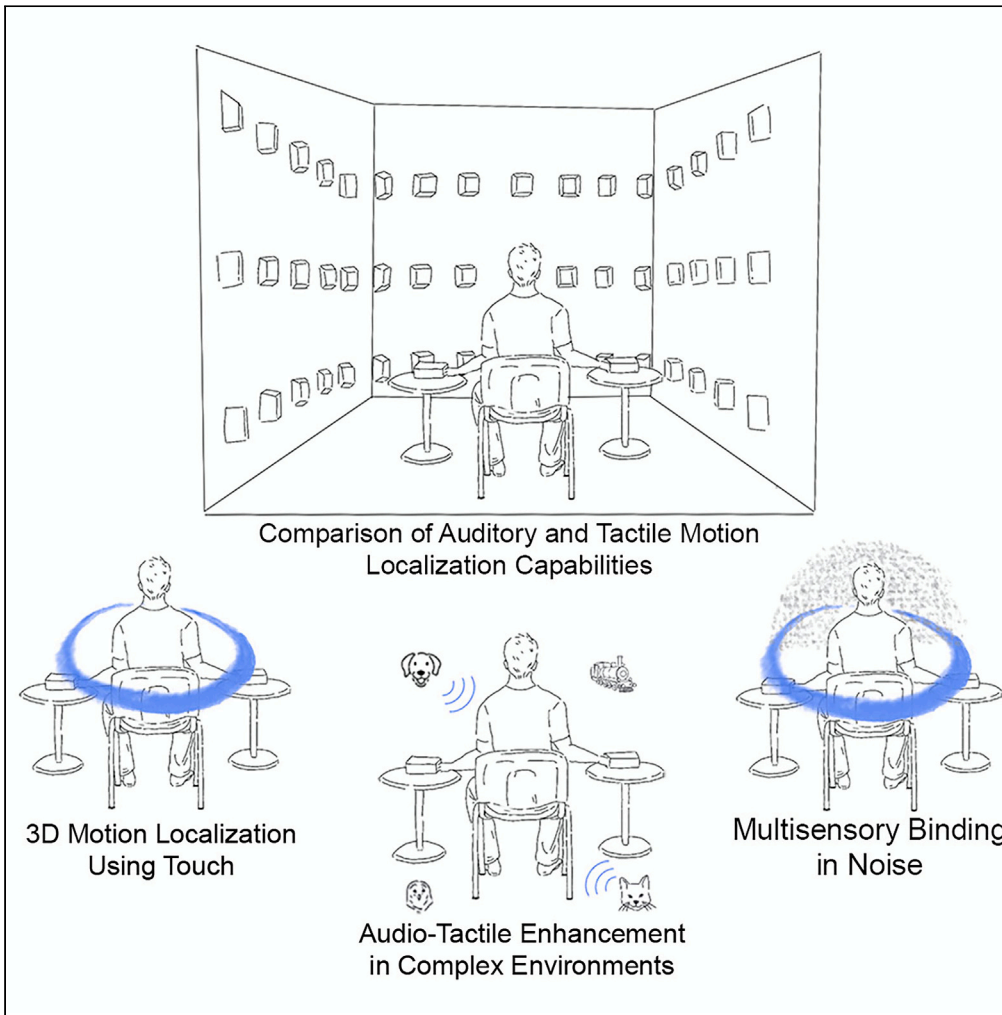 Comparison of Auditory and Tactile Motion
Localization Capabilities
3D Motion Localization
Using Touch
Audio-Tactile Enhancement
in Complex Environments
Multisensory Binding
in Noise